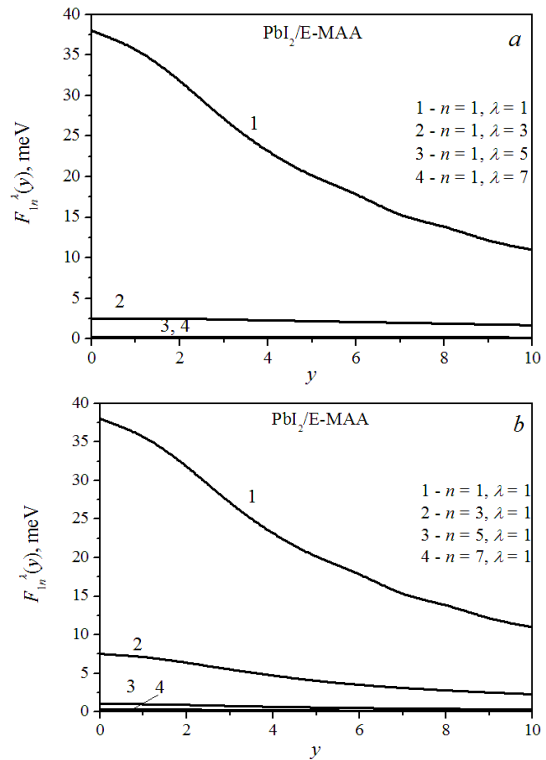 PbI₂/E-MAA
a
40
35
30
25
20
15
10
5
0
F₁ₙ^λ(y), meV
1
1 - n = 1, λ = 1
2 - n = 1, λ = 3
3 - n = 1, λ = 5
4 - n = 1, λ = 7
2
3, 4
0 2 4 6 8 10
y
PbI₂/E-MAA
b
40
35
30
25
20
15
10
5
0
F₁ₙ^λ(y), meV
1
1 - n = 1, λ = 1
2 - n = 3, λ = 1
3 - n = 5, λ = 1
4 - n = 7, λ = 1
2
3 4
0 2 4 6 8 10
y